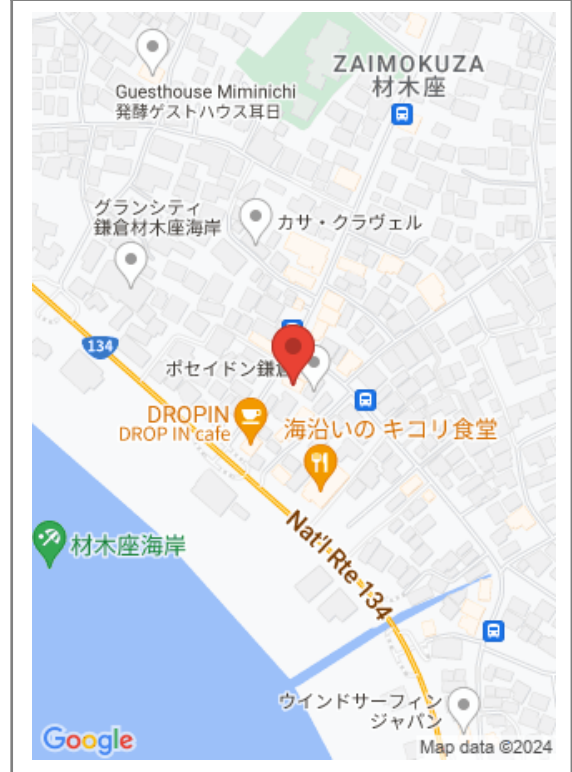 ZAIMOKUZA
材木座
Guesthouse Miminichi
発酵ゲストハウス耳日
グランシティ
鎌倉材木座海岸
カサ・クラヴェル
134
ポセイドン鎌倉
DROPIN
DROP IN cafe
海沿いの キコリ食堂
材木座海岸
Nat'l Rte 134
ウインドサーフィン
ジャパン
Google
Map data ©2024